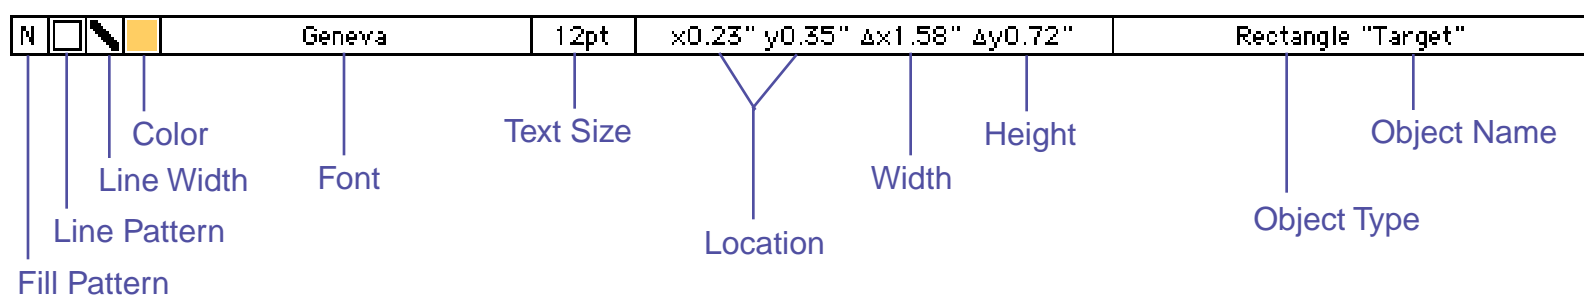 N Geneva 12pt x0.23" y0.35" Δx1.58" Δy0.72" Rectangle "Target"
Color Text Size Height Object Name
Line Width Font Width
Line Pattern Location Object Type
Fill Pattern